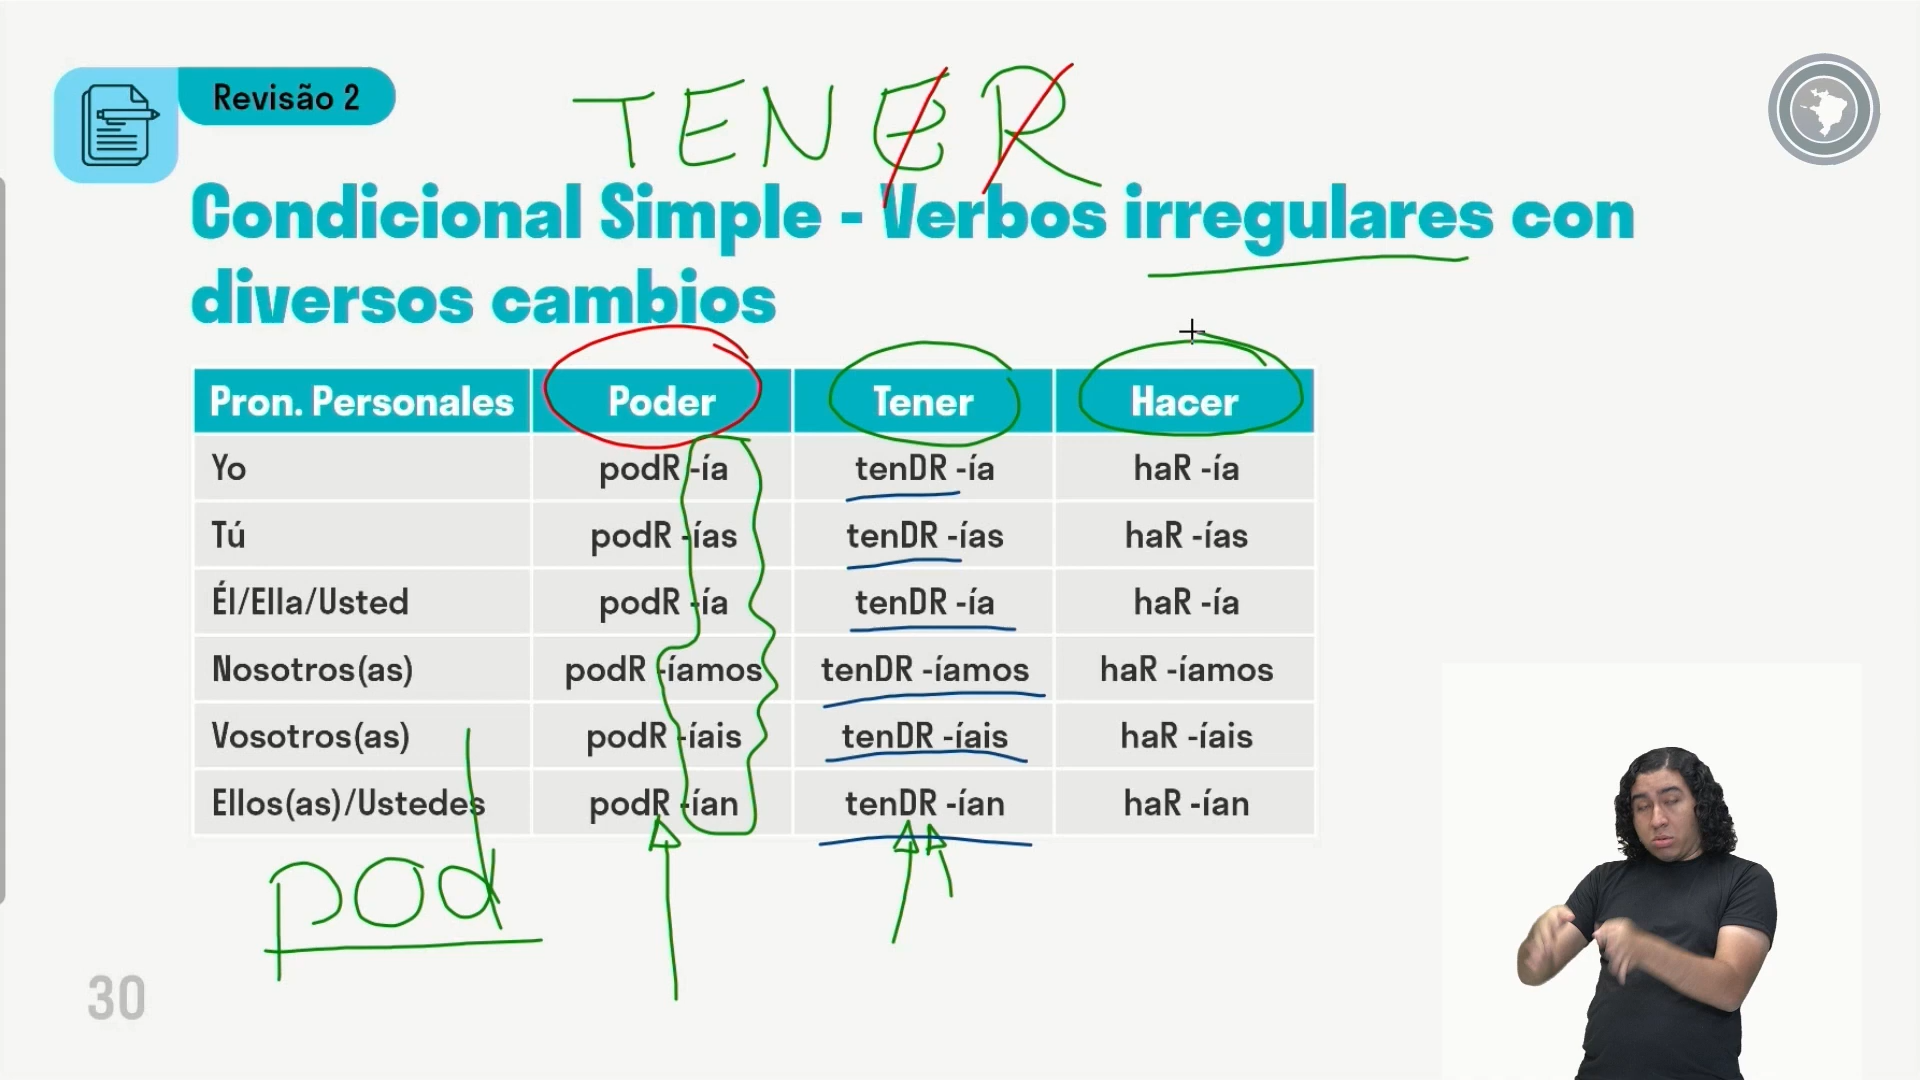 Revisão 2
TENER
Condicional Simple - Verbos irregulares con
diversos cambios
Pron. Personales Poder Tener Hacer
Yo podR -ía tenDR -ía haR -ía
Tú podR -ías tenDR -ías haR -ías
Él/Ella/Usted podR -ía tenDR -ía haR -ía
Nosotros(as) podR -íamos tenDR -íamos haR -íamos
Vosotros(as) podR -íais tenDR -íais haR -íais
Ellos(as)/Ustedes podR -ían tenDR -ían haR -ían
pod
30